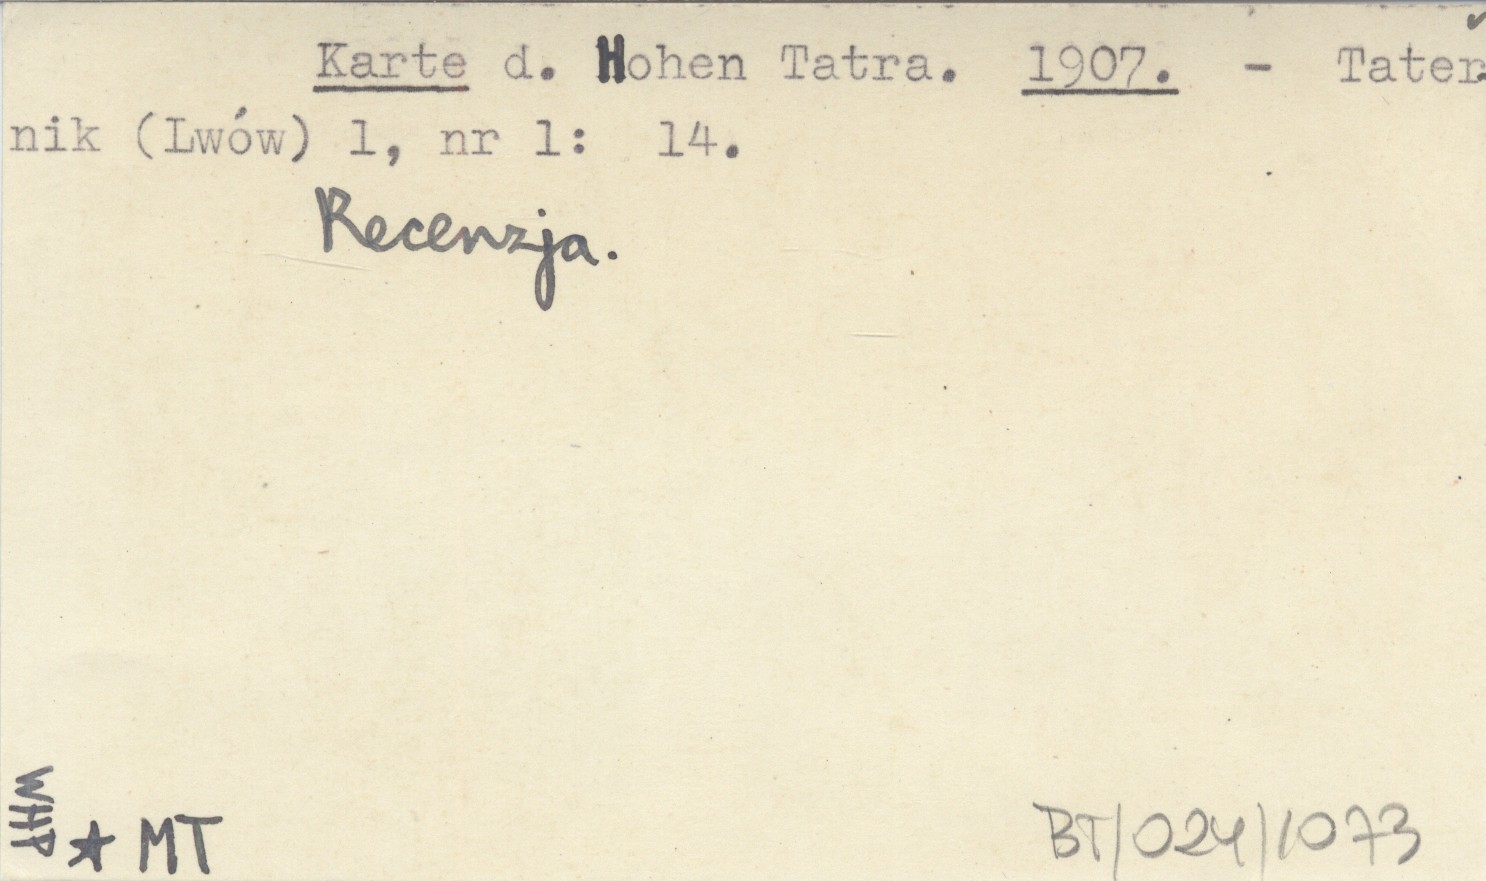 Karte d. Hohen Tatra. 1907. - Tater-
nik (Lwów) 1, nr 1: 14.
Recenzja.
WHP
★ MT
BT/024/1073